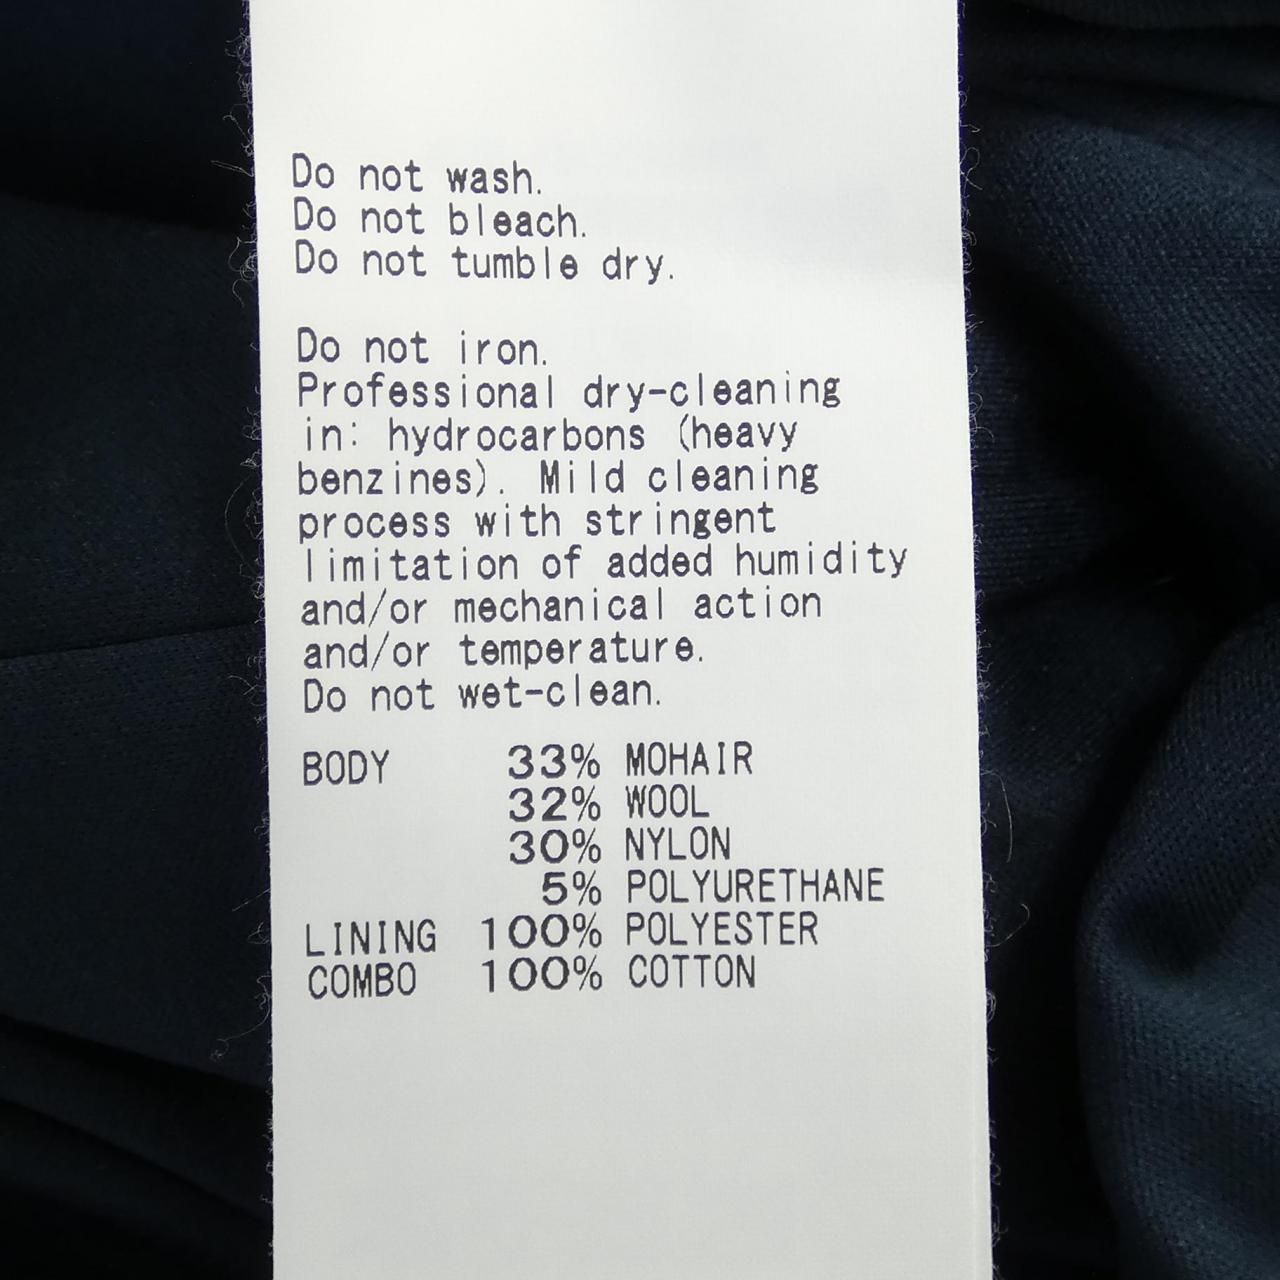 Do not wash.
Do not bleach.
Do not tumble dry.
Do not iron.
Professional dry-cleaning
in: hydrocarbons (heavy
benzines). Mild cleaning
process with stringent
limitation of added humidity
and/or mechanical action
and/or temperature.
Do not wet-clean.
BODY 33% MOHAIR
32% WOOL
30% NYLON
5% POLYURETHANE
LINING 100% POLYESTER
COMBO 100% COTTON